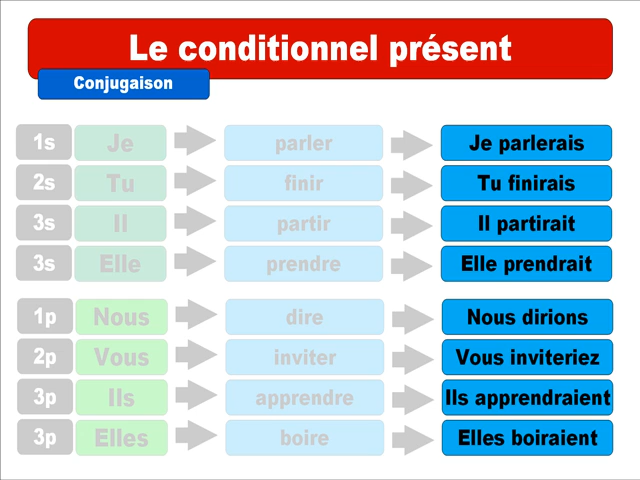 Le conditionnel présent
Conjugaison
1s Je parler Je parlerais
2s Tu finir Tu finirais
3s Il partir Il partirait
3s Elle prendre Elle prendrait
1p Nous dire Nous dirions
2p Vous inviter Vous inviteriez
3p Ils apprendre Ils apprendraient
3p Elles boire Elles boiraient